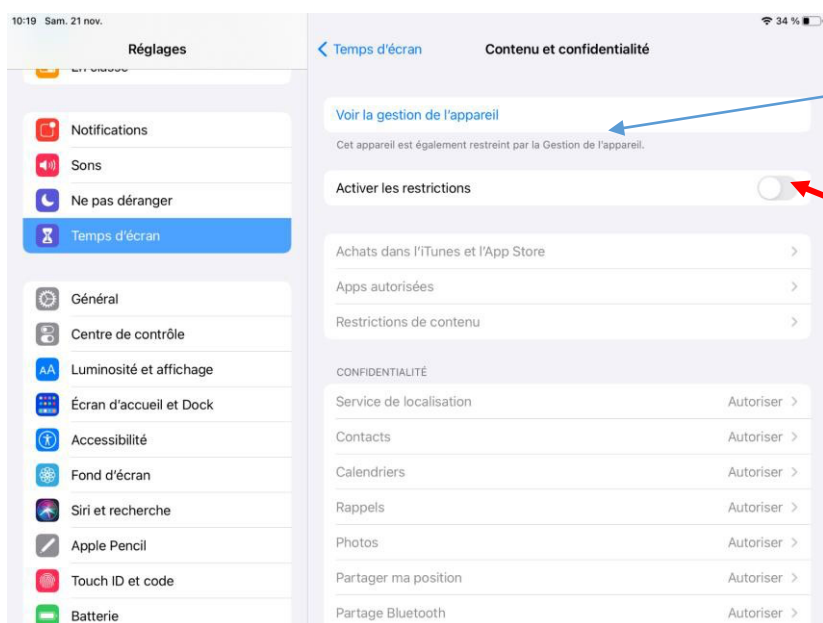 10:19 Sam. 21 nov.
34 %
Réglages
Temps d'écran
Contenu et confidentialité
En classe
Notifications
Sons
Ne pas déranger
Temps d'écran
Général
Centre de contrôle
AA
Luminosité et affichage
Écran d'accueil et Dock
Accessibilité
Fond d'écran
Siri et recherche
Apple Pencil
Touch ID et code
Batterie
Voir la gestion de l'appareil
Cet appareil est également restreint par la Gestion de l'appareil.
Activer les restrictions
Achats dans l'iTunes et l'App Store
Apps autorisées
Restrictions de contenu
CONFIDENTIALITÉ
Service de localisation Autoriser
Contacts Autoriser
Calendriers Autoriser
Rappels Autoriser
Photos Autoriser
Partager ma position Autoriser
Partage Bluetooth Autoriser